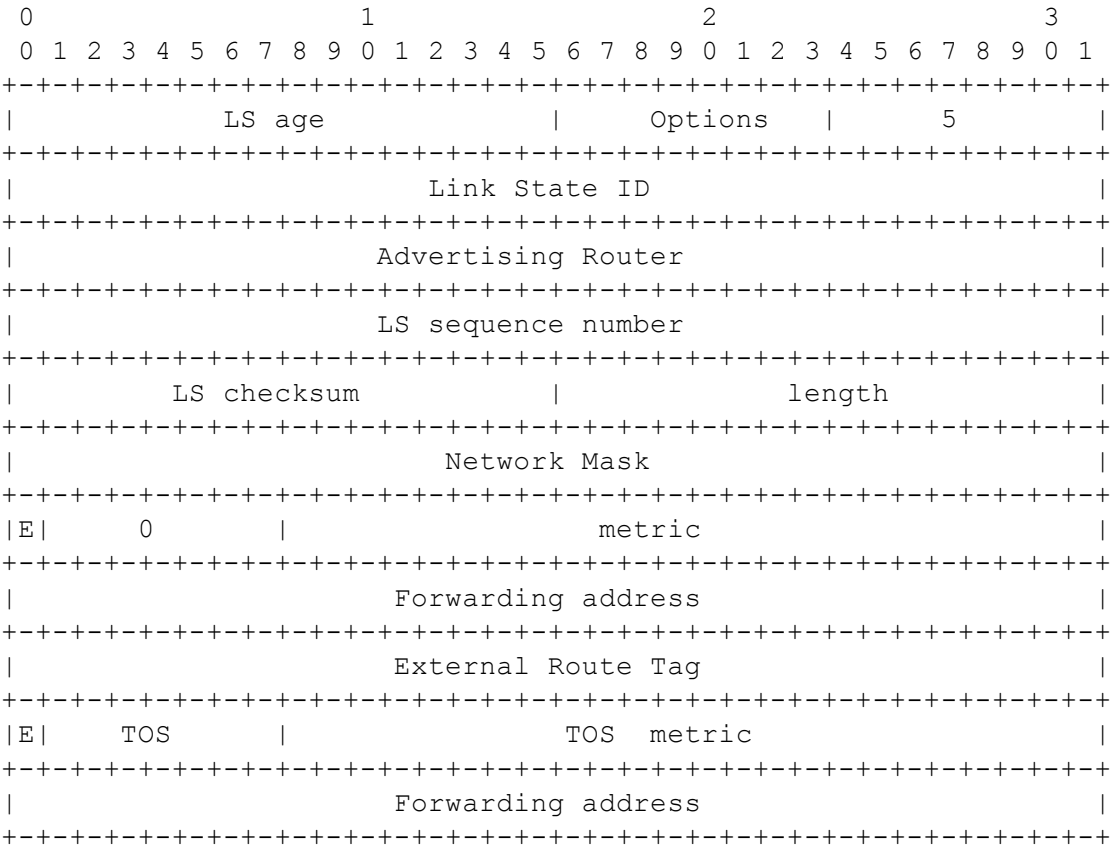 0                   1                   2                   3
 0 1 2 3 4 5 6 7 8 9 0 1 2 3 4 5 6 7 8 9 0 1 2 3 4 5 6 7 8 9 0 1
+-+-+-+-+-+-+-+-+-+-+-+-+-+-+-+-+-+-+-+-+-+-+-+-+-+-+-+-+-+-+-+-+
|            LS age             |     Options   |      5        |
+-+-+-+-+-+-+-+-+-+-+-+-+-+-+-+-+-+-+-+-+-+-+-+-+-+-+-+-+-+-+-+-+
|                        Link State ID                          |
+-+-+-+-+-+-+-+-+-+-+-+-+-+-+-+-+-+-+-+-+-+-+-+-+-+-+-+-+-+-+-+-+
|                     Advertising Router                        |
+-+-+-+-+-+-+-+-+-+-+-+-+-+-+-+-+-+-+-+-+-+-+-+-+-+-+-+-+-+-+-+-+
|                     LS sequence number                        |
+-+-+-+-+-+-+-+-+-+-+-+-+-+-+-+-+-+-+-+-+-+-+-+-+-+-+-+-+-+-+-+-+
|         LS checksum           |             length            |
+-+-+-+-+-+-+-+-+-+-+-+-+-+-+-+-+-+-+-+-+-+-+-+-+-+-+-+-+-+-+-+-+
|                         Network Mask                          |
+-+-+-+-+-+-+-+-+-+-+-+-+-+-+-+-+-+-+-+-+-+-+-+-+-+-+-+-+-+-+-+-+
|E|     0       |                  metric                       |
+-+-+-+-+-+-+-+-+-+-+-+-+-+-+-+-+-+-+-+-+-+-+-+-+-+-+-+-+-+-+-+-+
|                      Forwarding address                       |
+-+-+-+-+-+-+-+-+-+-+-+-+-+-+-+-+-+-+-+-+-+-+-+-+-+-+-+-+-+-+-+-+
|                      External Route Tag                       |
+-+-+-+-+-+-+-+-+-+-+-+-+-+-+-+-+-+-+-+-+-+-+-+-+-+-+-+-+-+-+-+-+
|E|    TOS      |                TOS  metric                    |
+-+-+-+-+-+-+-+-+-+-+-+-+-+-+-+-+-+-+-+-+-+-+-+-+-+-+-+-+-+-+-+-+
|                      Forwarding address                       |
+-+-+-+-+-+-+-+-+-+-+-+-+-+-+-+-+-+-+-+-+-+-+-+-+-+-+-+-+-+-+-+-+